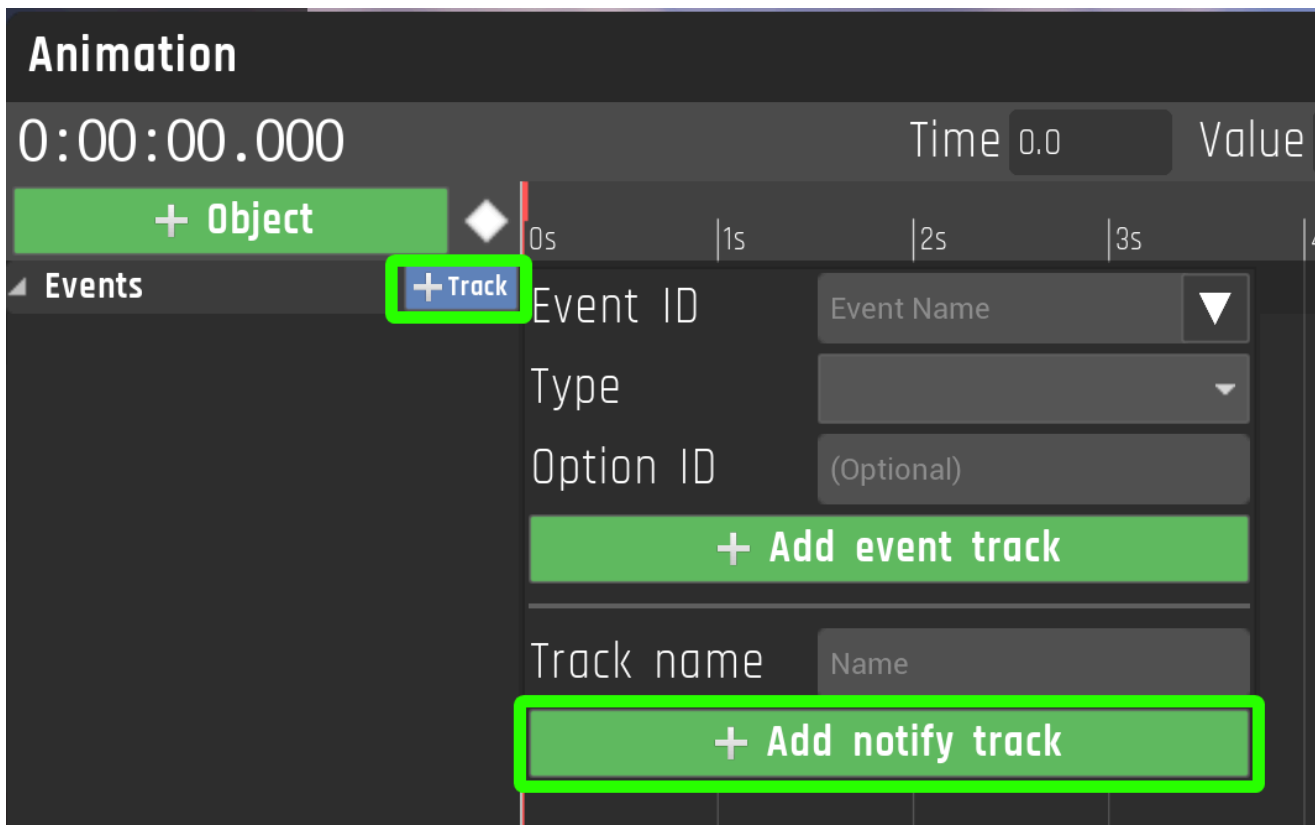 Animation
0:00:00.000 Time 0.0 Value
+ Object 0s 1s 2s 3s
Events + Track
Event ID Event Name
Type
Option ID (Optional)
+ Add event track
Track name Name
+ Add notify track